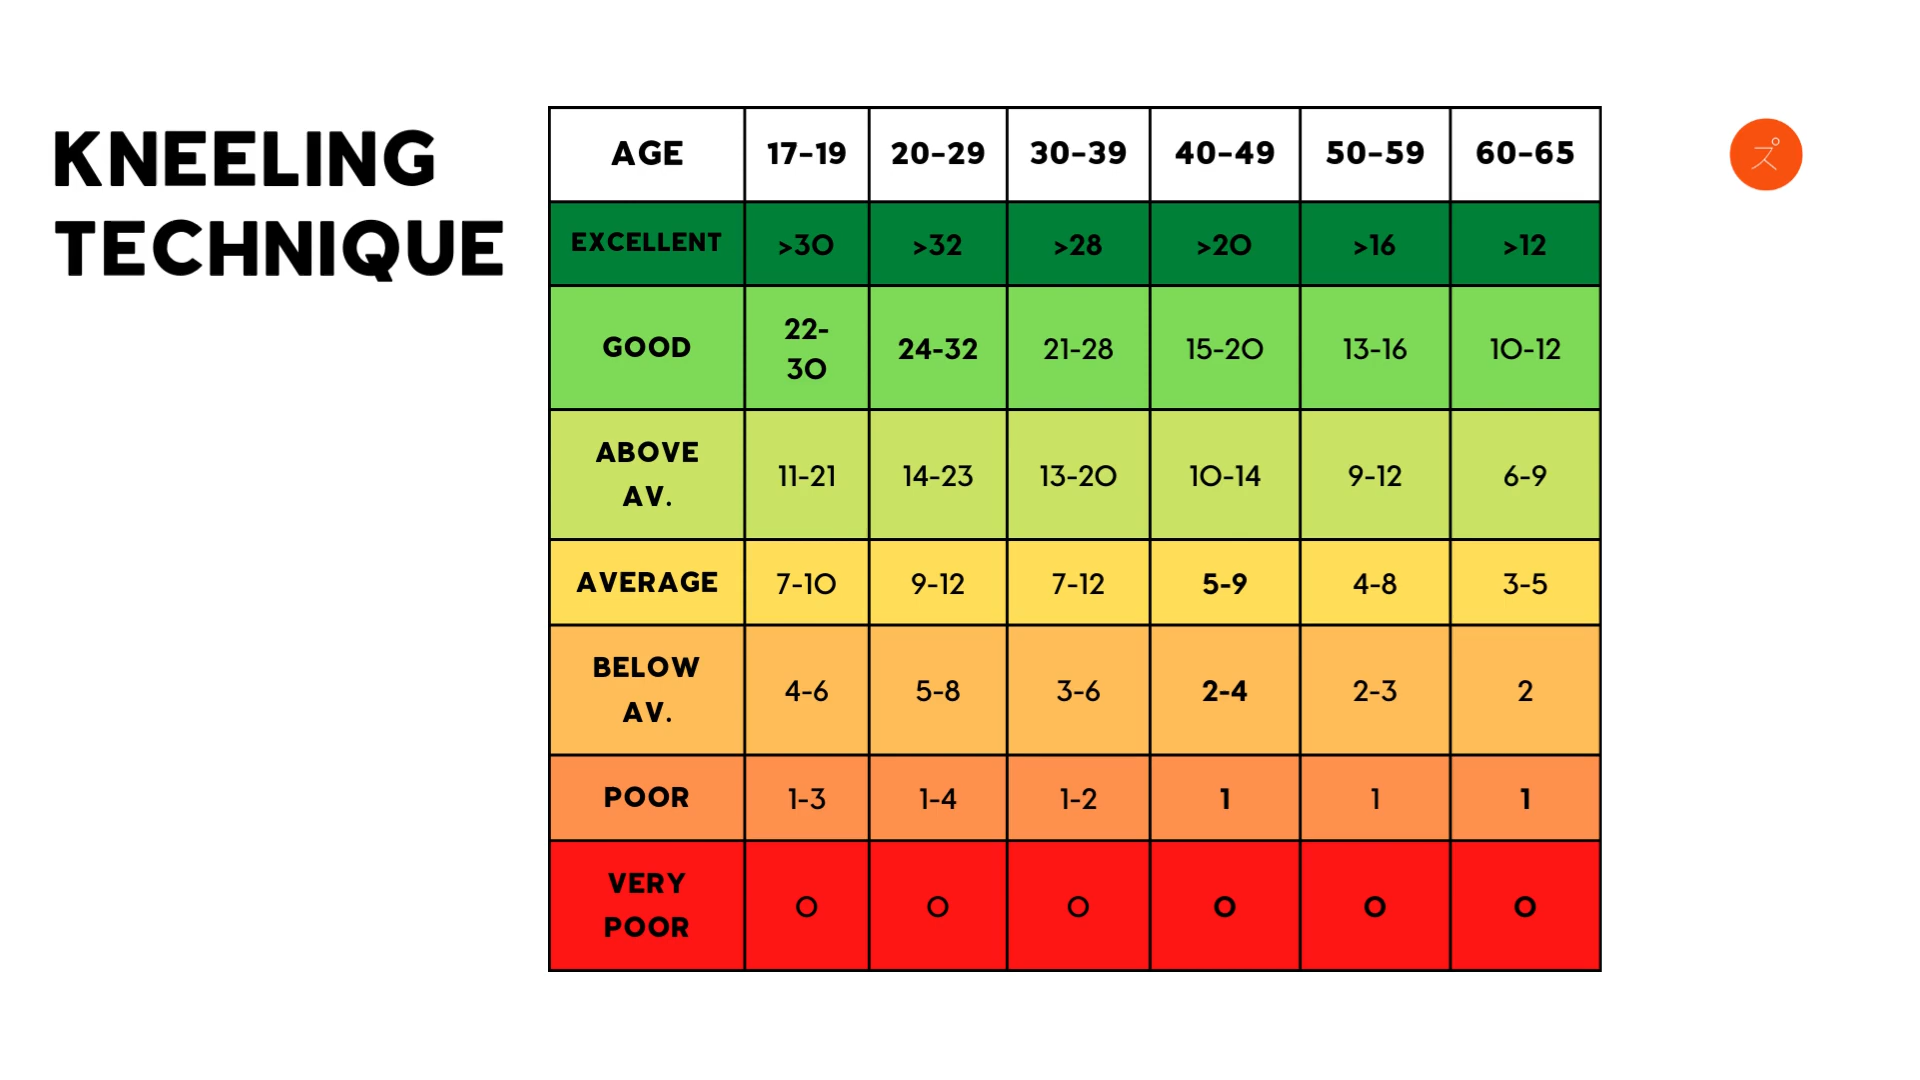 KNEELING
TECHNIQUE
AGE 17-19 20-29 30-39 40-49 50-59 60-65
EXCELLENT >30 >32 >28 >20 >16 >12
GOOD 22-
30 24-32 21-28 15-20 13-16 10-12
ABOVE
AV. 11-21 14-23 13-20 10-14 9-12 6-9
AVERAGE 7-10 9-12 7-12 5-9 4-8 3-5
BELOW
AV. 4-6 5-8 3-6 2-4 2-3 2
POOR 1-3 1-4 1-2 1 1 1
VERY
POOR 0 0 0 0 0 0